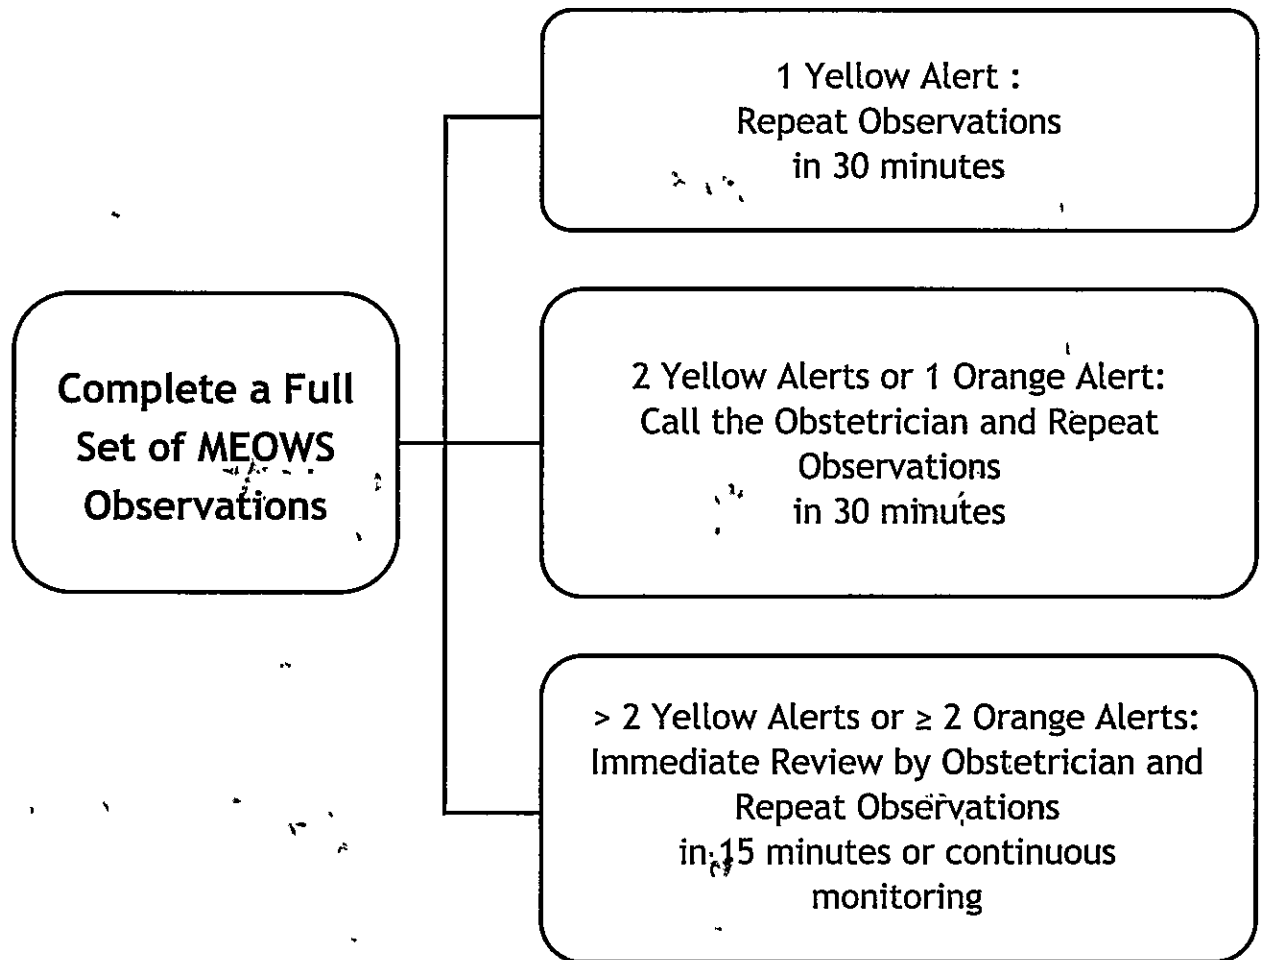 Complete a Full
Set of MEOWS
Observations
1 Yellow Alert :
Repeat Observations
in 30 minutes
2 Yellow Alerts or 1 Orange Alert:
Call the Obstetrician and Repeat
Observations
in 30 minutes
> 2 Yellow Alerts or ≥ 2 Orange Alerts:
Immediate Review by Obstetrician and
Repeat Observations
in 15 minutes or continuous
monitoring